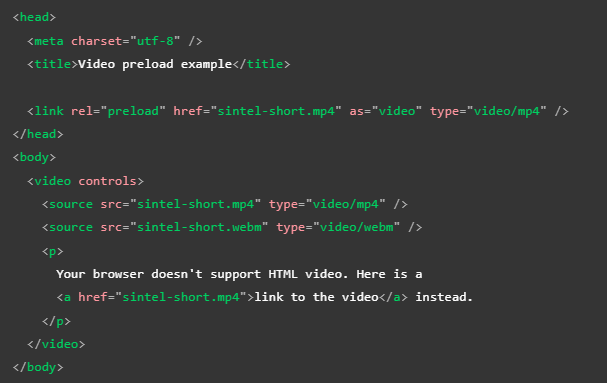 <head>
<meta charset="utf-8" />
<title>Video preload example</title>
<link rel="preload" href="sintel-short.mp4" as="video" type="video/mp4" />
</head>
<body>
<video controls>
<source src="sintel-short.mp4" type="video/mp4" />
<source src="sintel-short.webm" type="video/webm" />
<p>
Your browser doesn't support HTML video. Here is a
<a href="sintel-short.mp4">link to the video</a> instead.
</p>
</video>
</body>